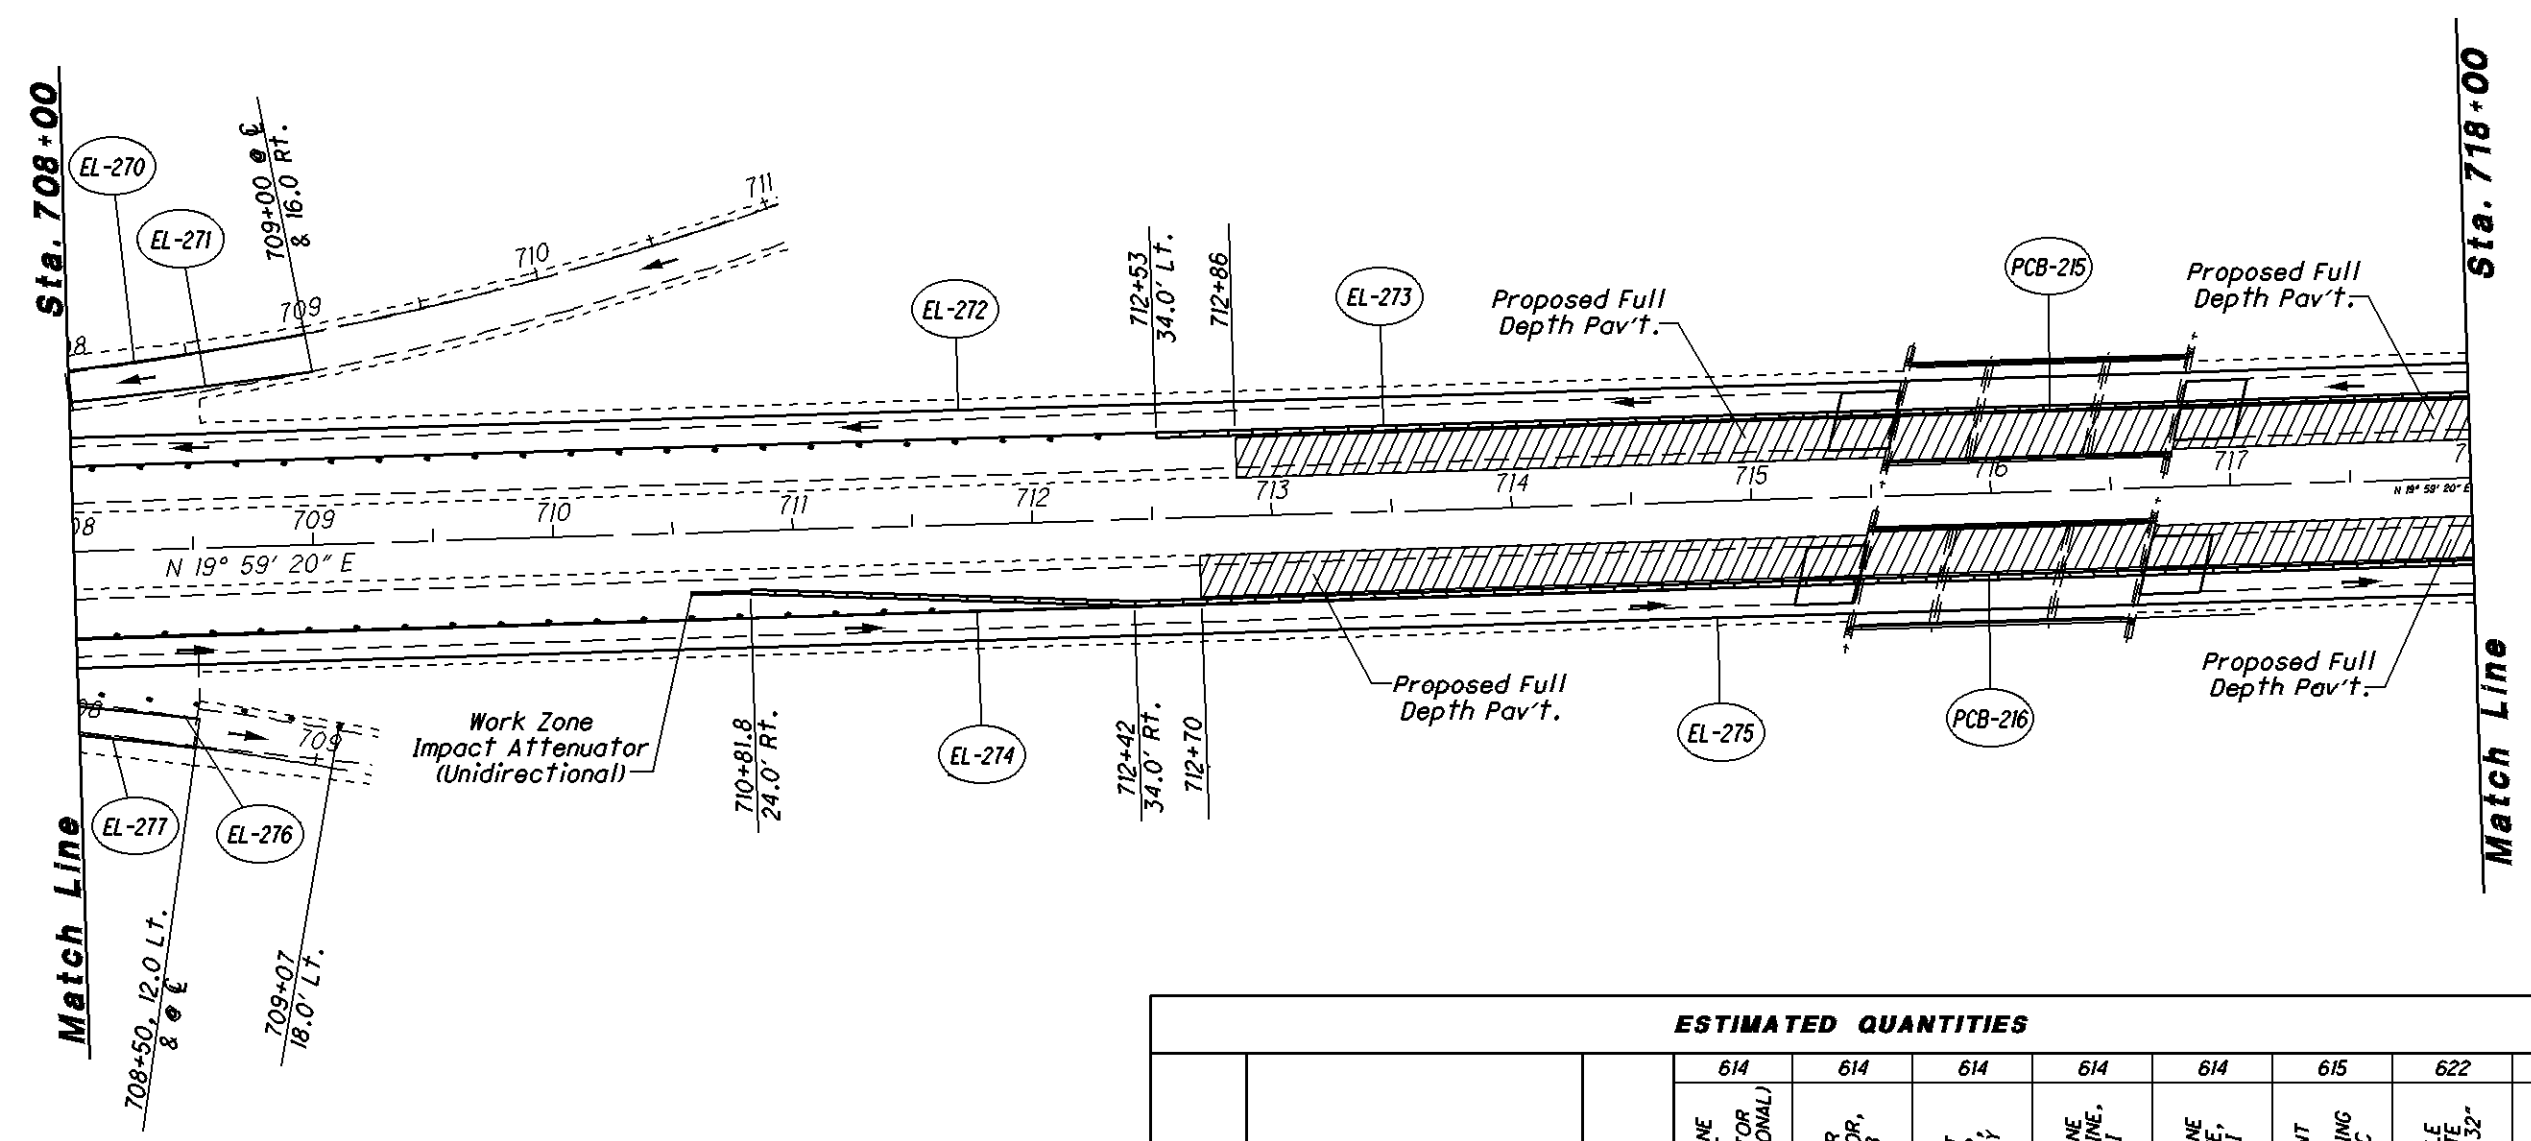 Sta. 708+00
Match Line
EL-270
EL-271
709+00 @ ℄
& 16.0 Rt.
709
710
711
EL-272
712+53
34.0' Lt.
712+86
EL-273
Proposed Full
Depth Pav't.
PCB-215
Proposed Full
Depth Pav't.
Sta. 718+00
Match Line
709
710
711
712
713
714
715
716
717
N 19° 59' 20" E
N 19° 59' 20" E
Work Zone
Impact Attenuator
(Unidirectional)
710+81.8
24.0' Rt.
EL-274
712+42
34.0' Rt.
712+70
Proposed Full
Depth Pav't.
EL-275
PCB-216
Proposed Full
Depth Pav't.
709
EL-277
EL-276
708+50, 12.0 Lt.
& @ ℄
709+07
18.0' Lt.
ESTIMATED QUANTITIES
614
614
614
614
614
615
622